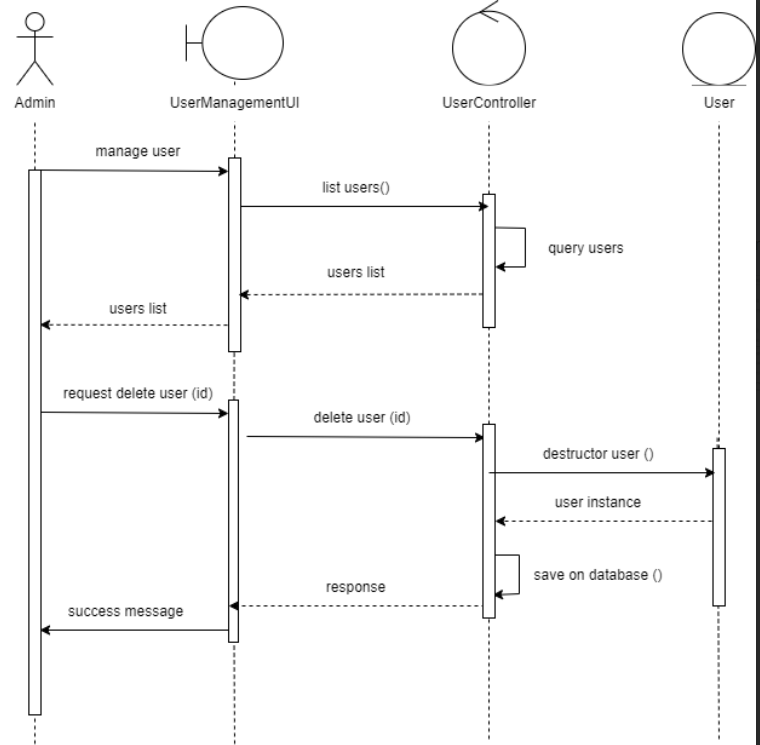 Admin
UserManagementUI
UserController
User
manage user
list users()
query users
users list
users list
request delete user (id)
delete user (id)
destructor user ()
user instance
save on database ()
response
success message